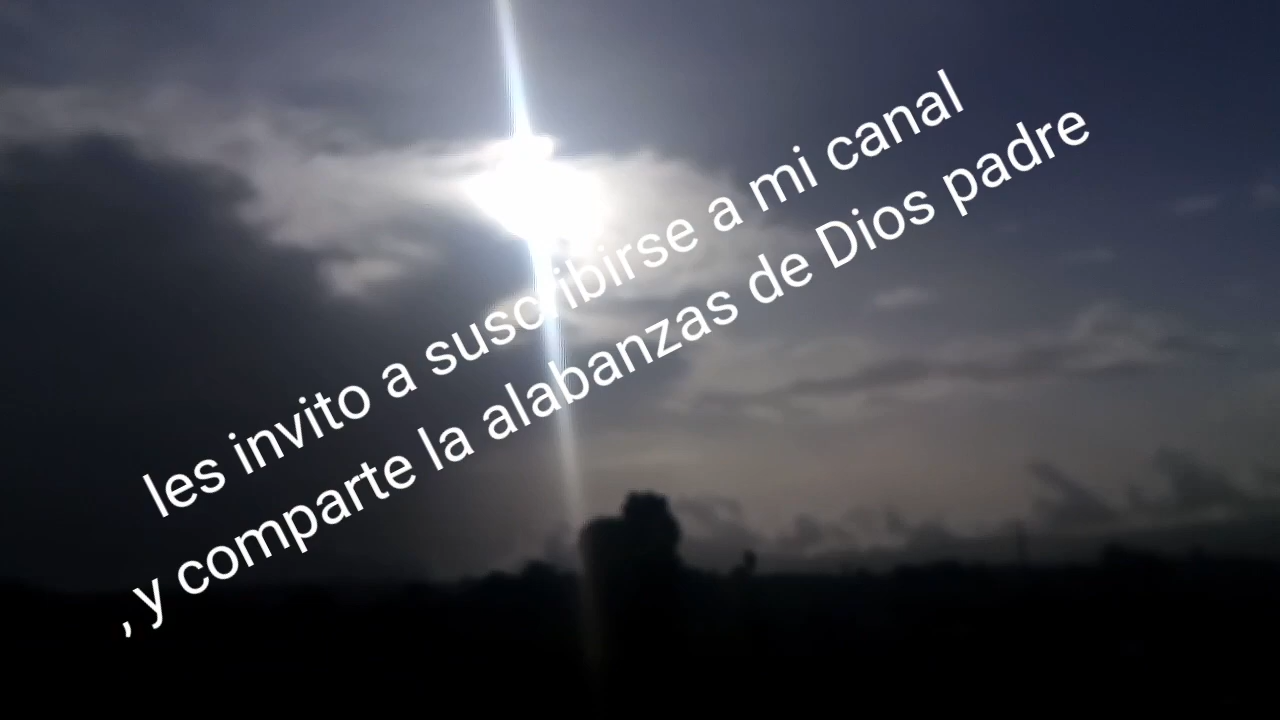 les invito a suscribirse a mi canal
, y comparte la alabanzas de Dios padre